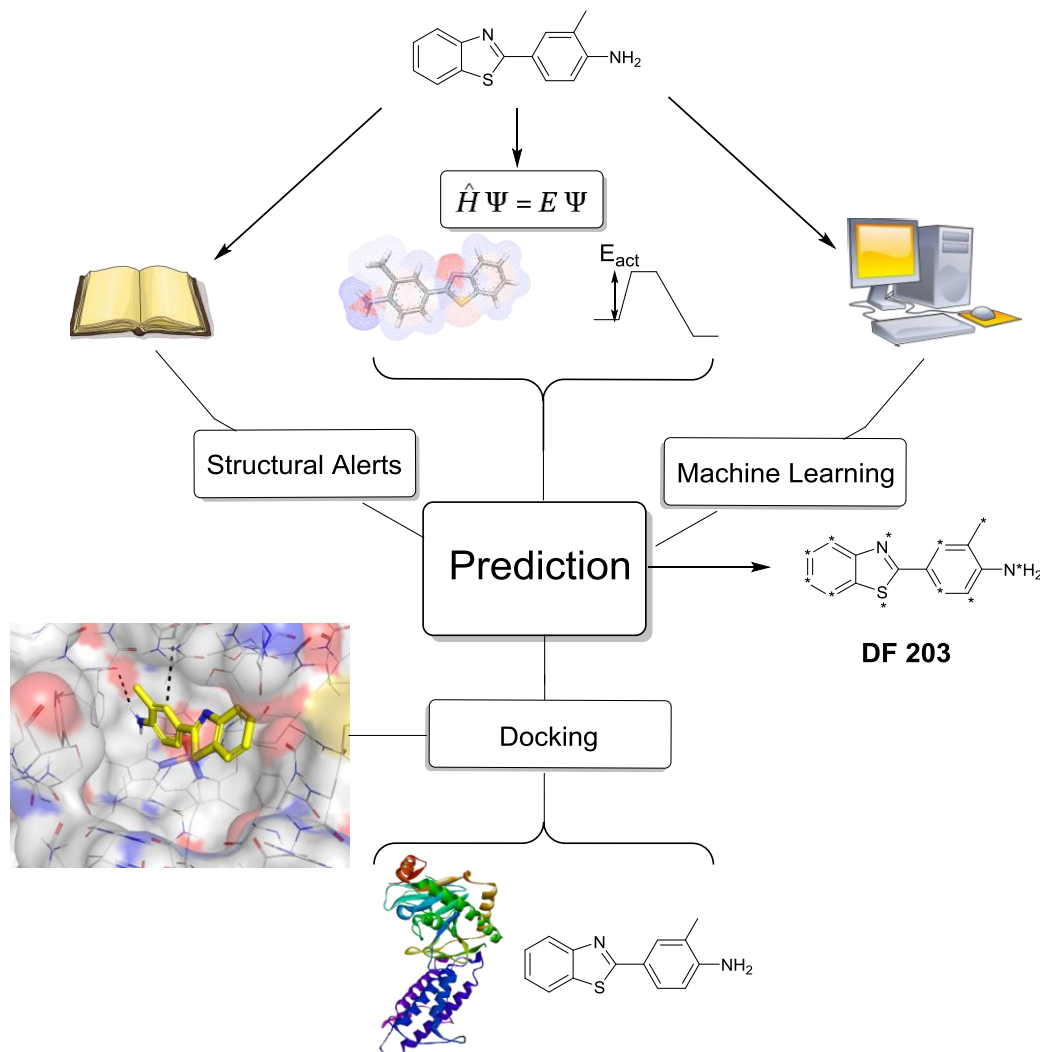 N
S
NH2
Ĥ Ψ = E Ψ
Eact
Structural Alerts
Machine Learning
Prediction
* * * * * N* S * * * * * N*H2
DF 203
Docking
N
S
NH2